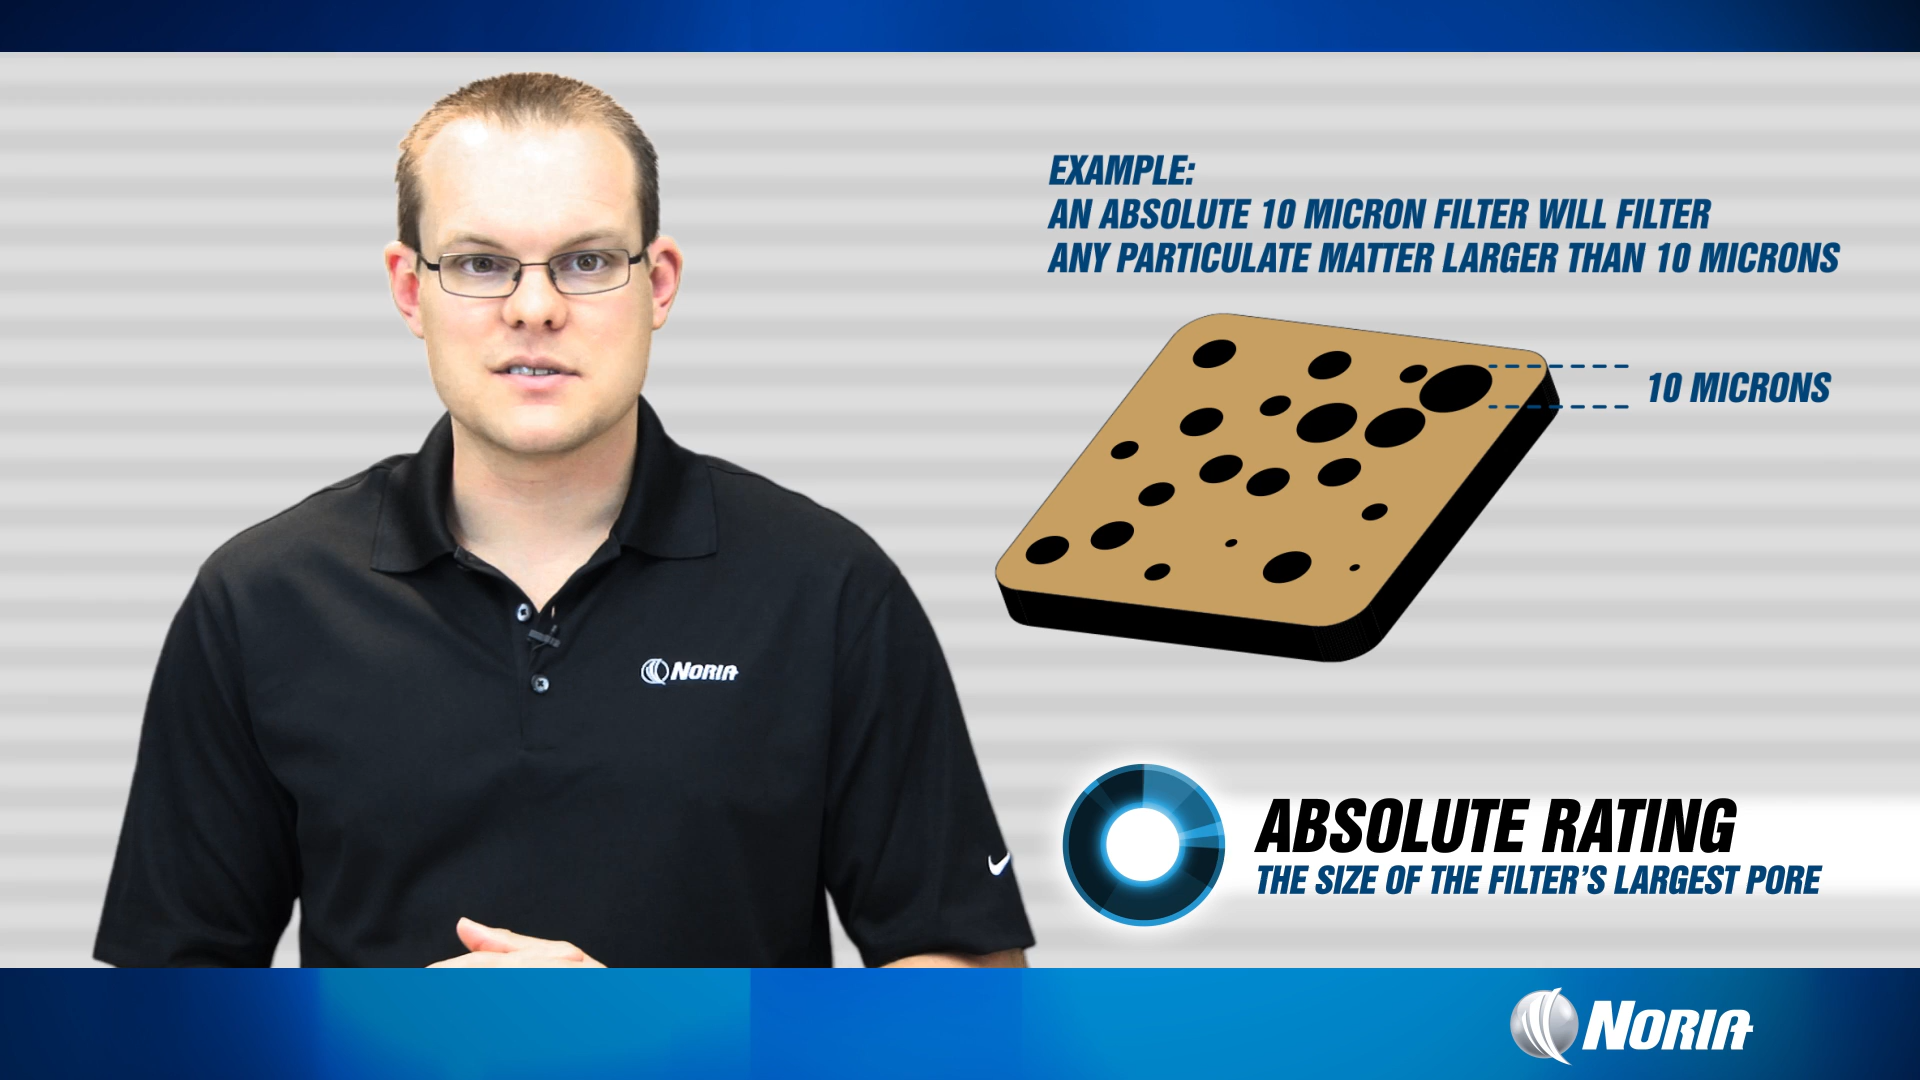 EXAMPLE:
AN ABSOLUTE 10 MICRON FILTER WILL FILTER
ANY PARTICULATE MATTER LARGER THAN 10 MICRONS
10 MICRONS
NORIA
ABSOLUTE RATING
THE SIZE OF THE FILTER'S LARGEST PORE
NORIA